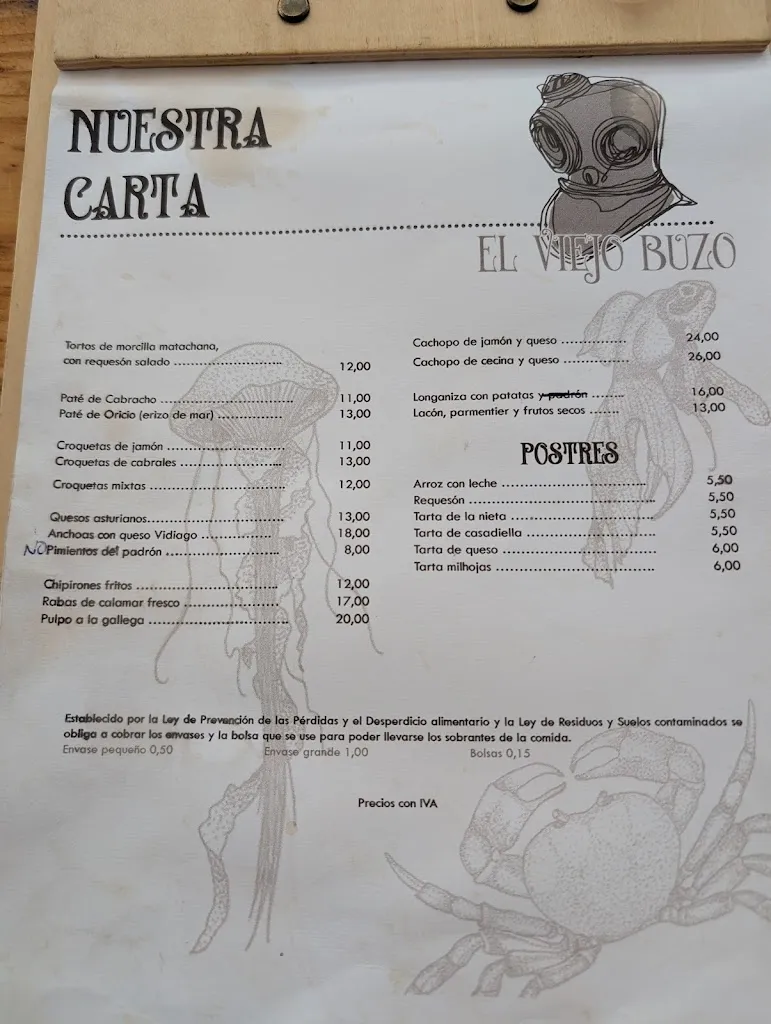 NUESTRA
CARTA
EL VIEJO BUZO
Tortos de morcilla matachana,
con requesón salado ........................... 12,00
Paté de Cabracho ................................. 11,00
Paté de Oricio (erizo de mar) ................ 13,00
Croquetas de jamón ............................. 11,00
Croquetas de cabrales .......................... 13,00
Croquetas mixtas ................................. 12,00
Quesos asturianos................................. 13,00
Anchoas con queso Vidiago .................. 18,00
NO Pimientos del padrón ............................ 8,00
Chipirones fritos .................................. 12,00
Rabas de calamar fresco ...................... 17,00
Pulpo a la gallega ................................. 20,00
Cachopo de jamón y queso ................ 24,00
Cachopo de cecina y queso ................ 26,00
Longaniza con patatas y padrón ........ 16,00
Lacón, parmentier y frutos secos ....... 13,00
POSTRES
Arroz con leche ................................... 5,50
Requesón ............................................ 5,50
Tarta de la nieta .................................. 5,50
Tarta de casadiella .............................. 5,50
Tarta de queso .................................... 6,00
Tarta milhojas ..................................... 6,00
Establecido por la Ley de Prevención de las Pérdidas y el Desperdicio alimentario y la Ley de Residuos y Suelos contaminados se
obliga a cobrar los envases y la bolsa que se use para poder llevarse los sobrantes de la comida.
Envase pequeño 0,50 Envase grande 1,00 Bolsas 0,15
Precios con IVA